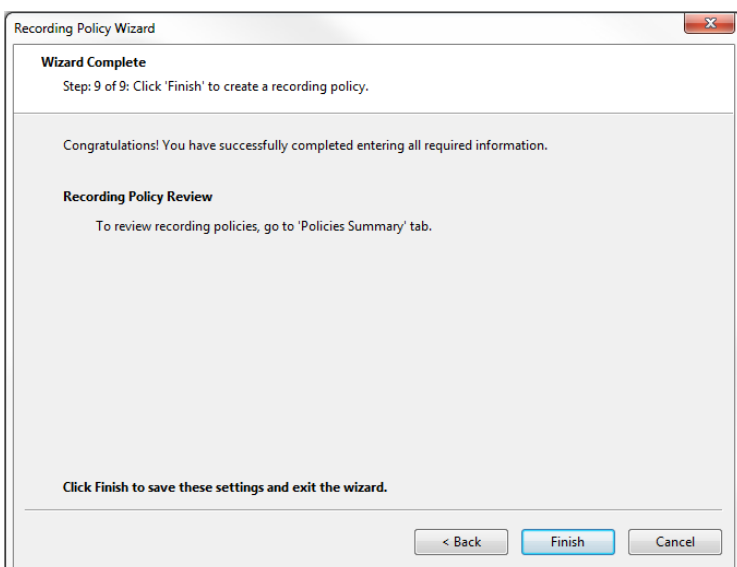 Recording Policy Wizard
Wizard Complete
Step: 9 of 9: Click 'Finish' to create a recording policy.
Congratulations! You have successfully completed entering all required information.
Recording Policy Review
To review recording policies, go to 'Policies Summary' tab.
Click Finish to save these settings and exit the wizard.
< Back
Finish
Cancel